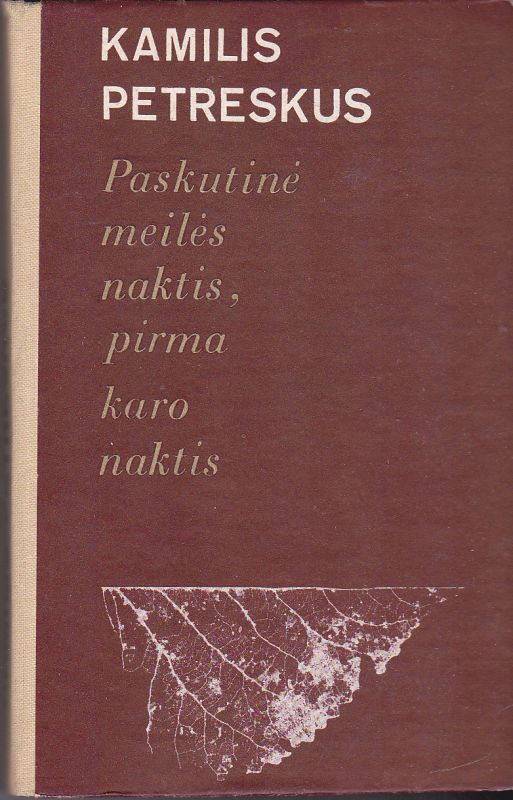 KAMILIS
PETRESKUS
Paskutinė
meilės
naktis,
pirma
karo
naktis